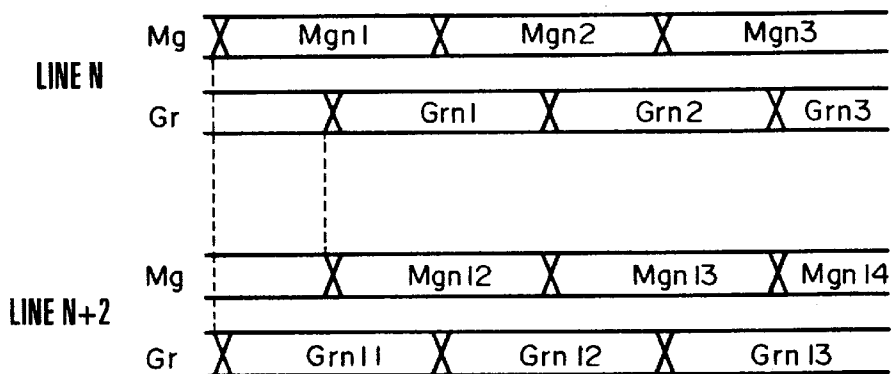 Mg Mgn1 Mgn2 Mgn3
LINE N
Gr Grn1 Grn2 Grn3
Mg Mgn12 Mgn13 Mgn14
LINE N+2
Gr Grn11 Grn12 Grn13